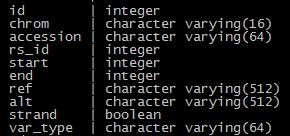 id | integer
chrom | character varying(16)
accession | character varying(64)
rs_id | integer
start | integer
end | integer
ref | character varying(512)
alt | character varying(512)
strand | boolean
var_type | character varying(64)